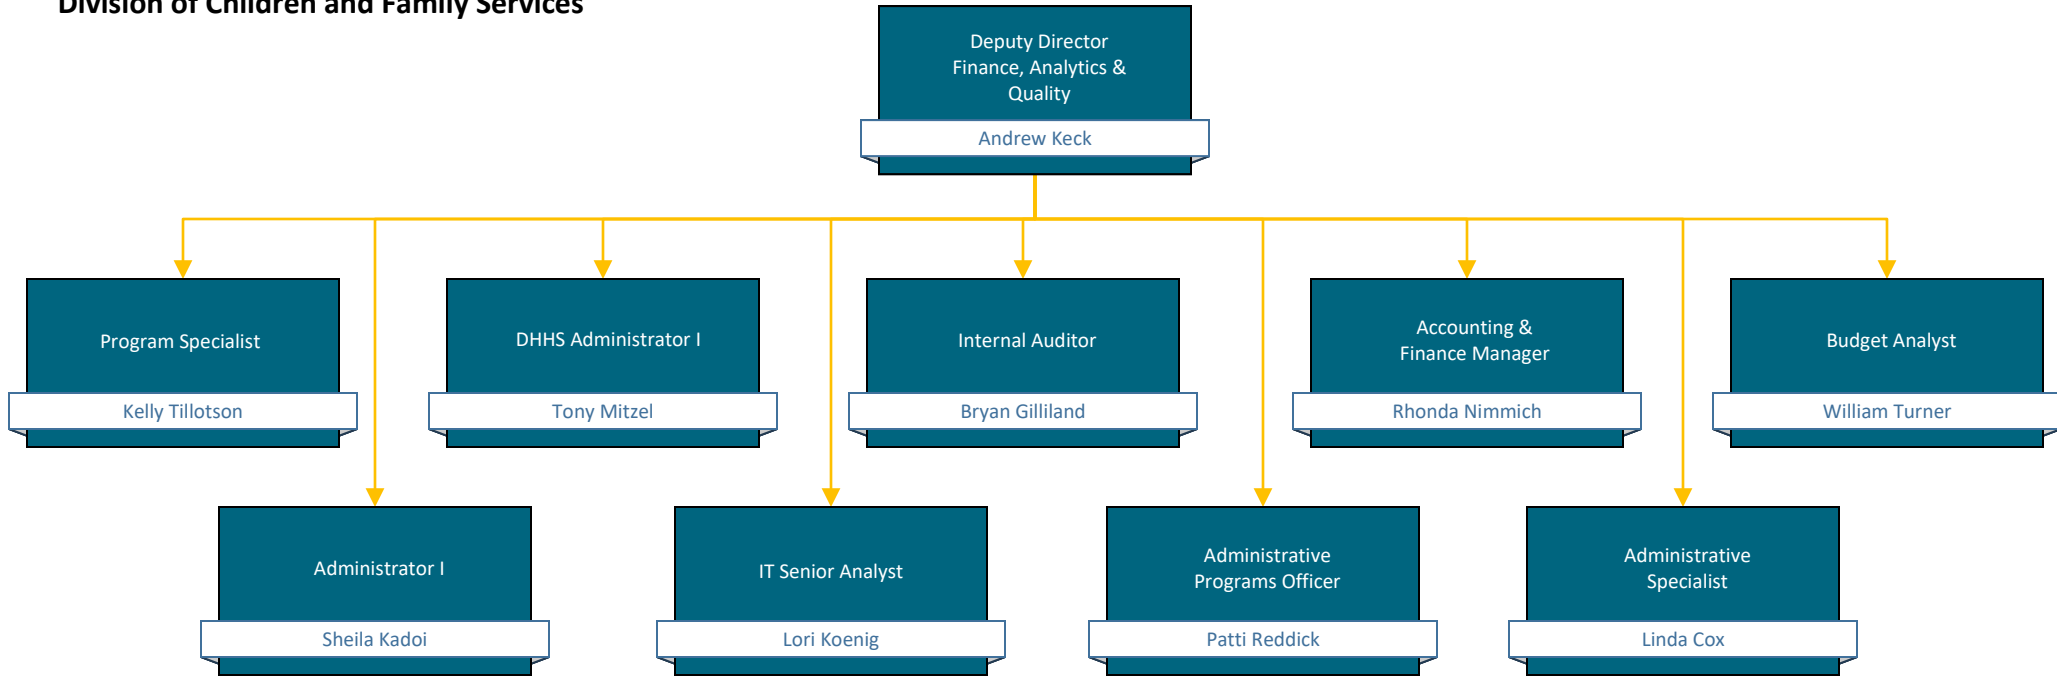 Division of Children and Family Services
Deputy Director
Finance, Analytics &
Quality
Andrew Keck
Program Specialist
Kelly Tillotson
DHHS Administrator I
Tony Mitzel
Internal Auditor
Bryan Gilliland
Accounting &
Finance Manager
Rhonda Nimmich
Budget Analyst
William Turner
Administrator I
Sheila Kadoi
IT Senior Analyst
Lori Koenig
Administrative
Programs Officer
Patti Reddick
Administrative
Specialist
Linda Cox